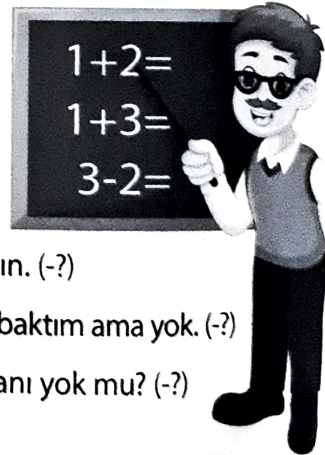 1+2=
1+3=
3-2=
ın. (-?)
baktım ama yok. (-?)
anı yok mu? (-?)